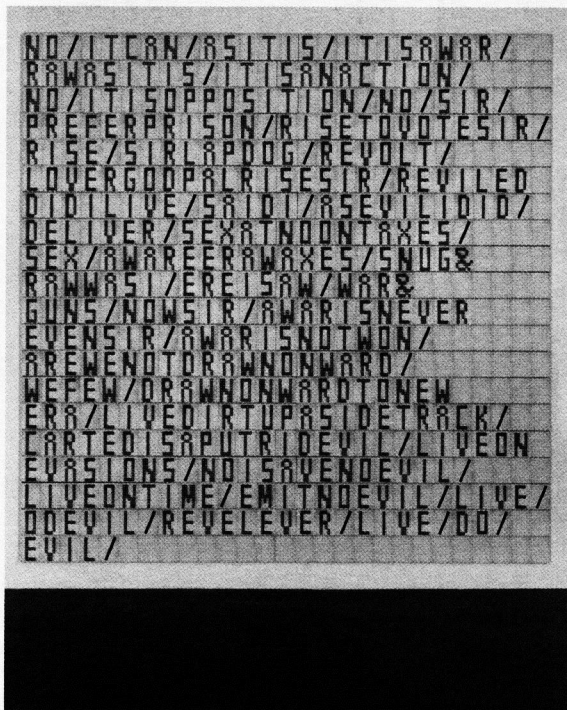 NO/ITCAN/ASITIS/ITISAWAR/
RAWASITIS/ITISANACTION/
NO/ITISOPPOSITION/NO/SIR/
PREFERPRISON/RISETOVOTESIR/
RISE/SIRLAPDOG/REVOLT/
LOVERGODPALRISESIR/REVILED
DIDILIVE/SAIDI/ASEVILIDID/
DELIVER/SEXATNOONTAXES/
SEX/AWAREERAWAXES/SNUG&
RAWWASI/EREISAW/WAR&
GUNS/NOWSIR/AWARISNEVER
EVENSIR/AWARISNOTWON/
AREWENOTDRAWNONWARD/
WEFEW/DRAWNONWARDTONEW
ERA/LIVEDIRTUPASIDETRACK/
CARTEDISAPUTRIDEVIL/LIVEON
EVASIONS/NOISAVENDEVIL/
LIVEONTIME/EMITNOEVIL/LIVE/
ODEVIL/REVELEVER/LIVE/DO/
EVIL/